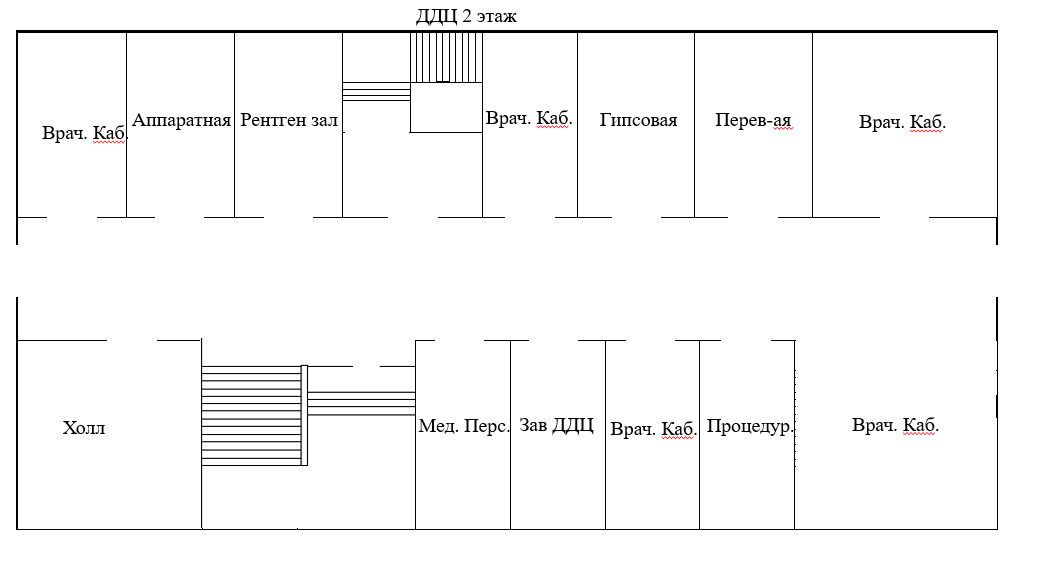 ДДЦ 2 этаж
Врач. Каб.
Аппаратная
Рентген зал
Врач. Каб.
Гипсовая
Перев-ая
Врач. Каб.
Холл
Мед. Перс.
Зав ДДЦ
Врач. Каб.
Процедур.
Врач. Каб.